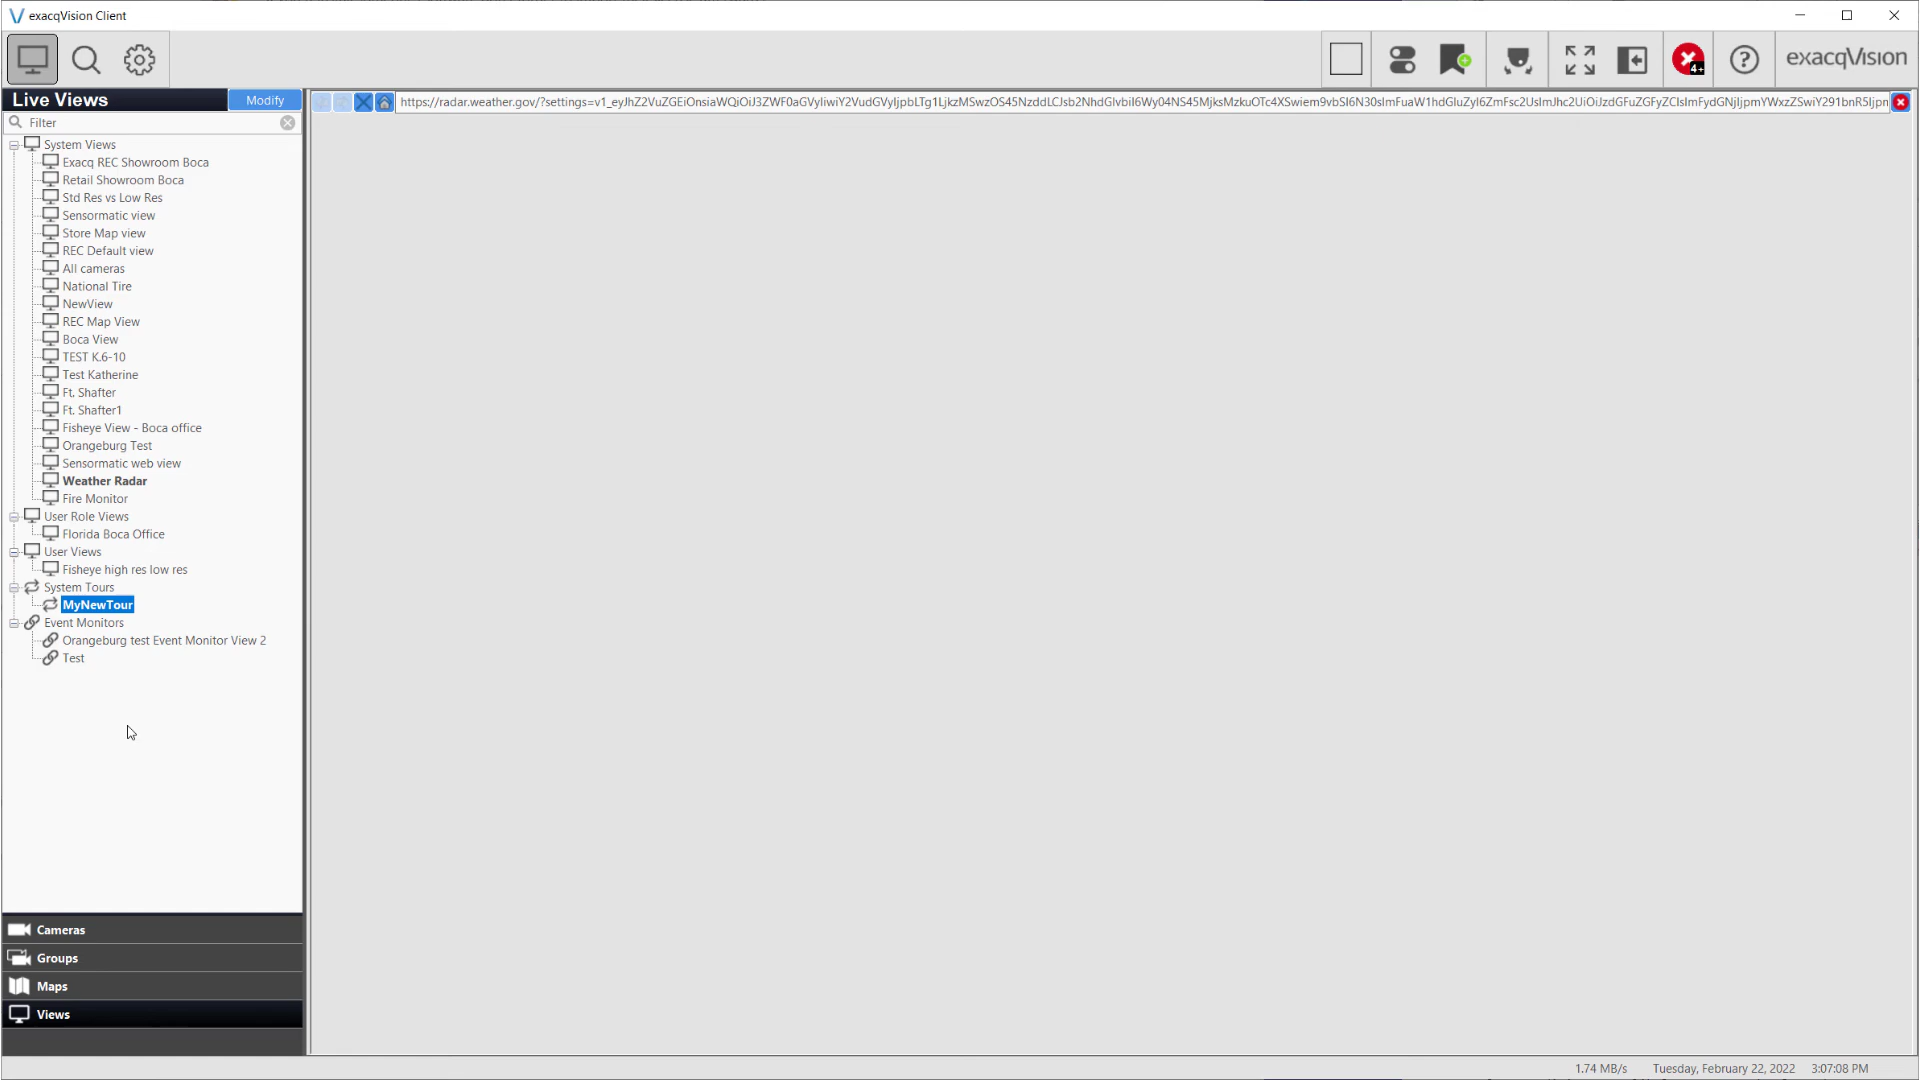 exacqVision Client
4+
?
exacqVision
Live Views
Modify
Filter
System Views
Exacq REC Showroom Boca
Retail Showroom Boca
Std Res vs Low Res
Sensormatic view
Store Map view
REC Default view
All cameras
National Tire
NewView
REC Map View
Boca View
TEST K.6-10
Test Katherine
Ft, Shafter
Ft. Shafter1
Fisheye View - Boca office
Orangeburg Test
Sensormatic web view
Weather Radar
Fire Monitor
User Role Views
Florida Boca Office
User Views
Fisheye high res low res
System Tours
MyNewTour
Event Monitors
Orangeburg test Event Monitor View 2
Test
Cameras
Groups
Maps
Views
1.74 MB/s
Tuesday, February 22, 2022
3:07:08 PM